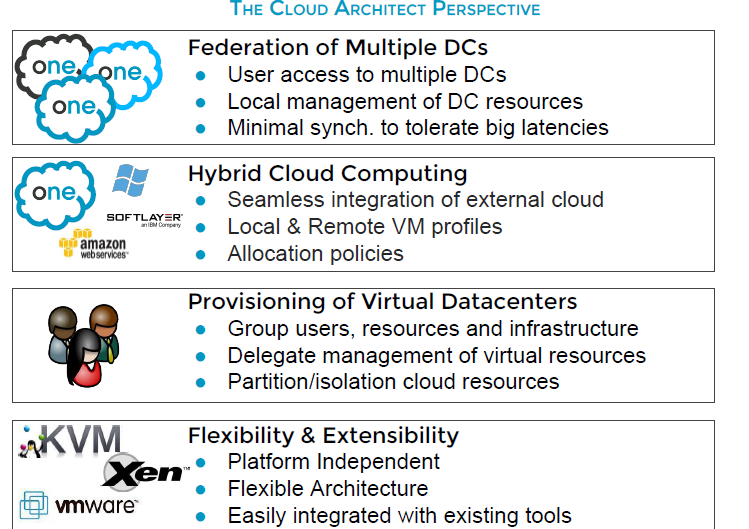 THE CLOUD ARCHITECT PERSPECTIVE
one
one
one
Federation of Multiple DCs
User access to multiple DCs
Local management of DC resources
Minimal synch. to tolerate big latencies
one
SOFTLAYER
an IBM Company
amazon
webservices™
Hybrid Cloud Computing
Seamless integration of external cloud
Local & Remote VM profiles
Allocation policies
Provisioning of Virtual Datacenters
Group users, resources and infrastructure
Delegate management of virtual resources
Partition/isolation cloud resources
KVM
Xen™
vmware™
Flexibility & Extensibility
Platform Independent
Flexible Architecture
Easily integrated with existing tools